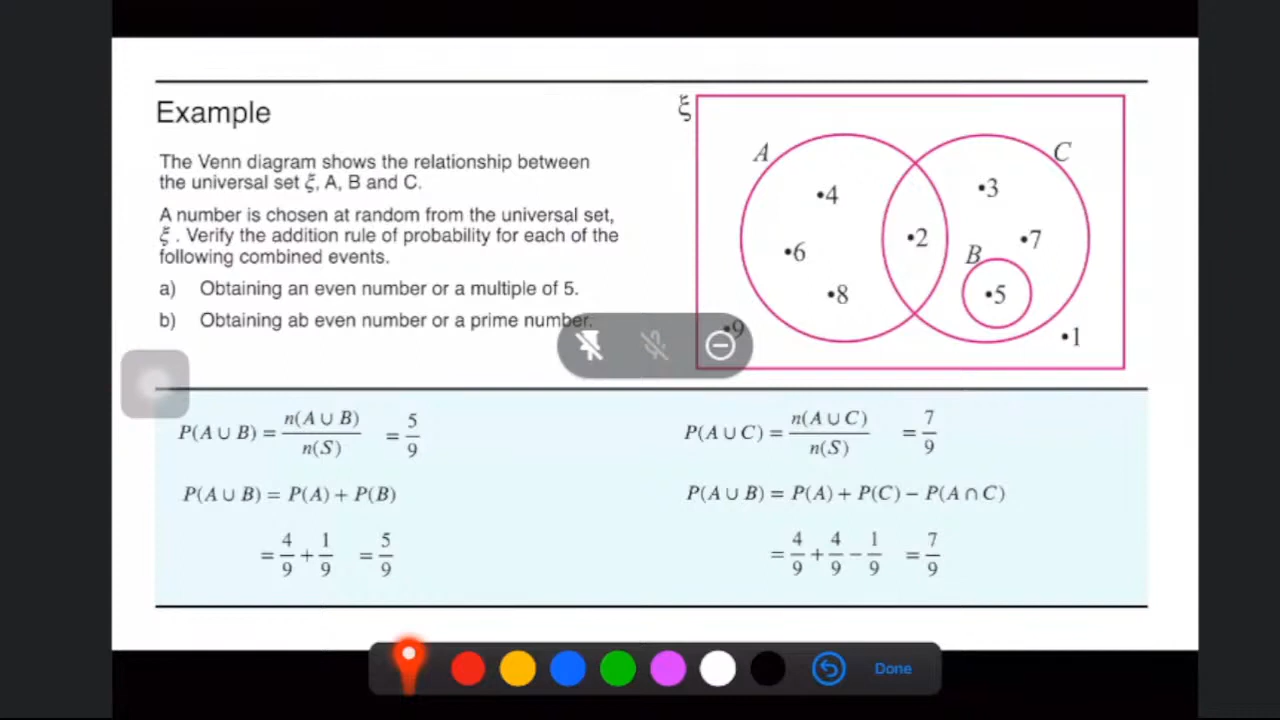 Example
The Venn diagram shows the relationship between
the universal set ξ, A, B and C.
A number is chosen at random from the universal set,
ξ . Verify the addition rule of probability for each of the
following combined events.
a) Obtaining an even number or a multiple of 5.
b) Obtaining ab even number or a prime number.
ξ
A
C
•4
•3
•2
•7
•6
B
•8
•5
•9
•1
P(A ∪ B) = n(A ∪ B) / n(S) = 5/9
P(A ∪ B) = P(A) + P(B)
= 4/9 + 1/9 = 5/9
P(A ∪ C) = n(A ∪ C) / n(S) = 7/9
P(A ∪ B) = P(A) + P(C) − P(A ∩ C)
= 4/9 + 4/9 − 1/9 = 7/9
Done